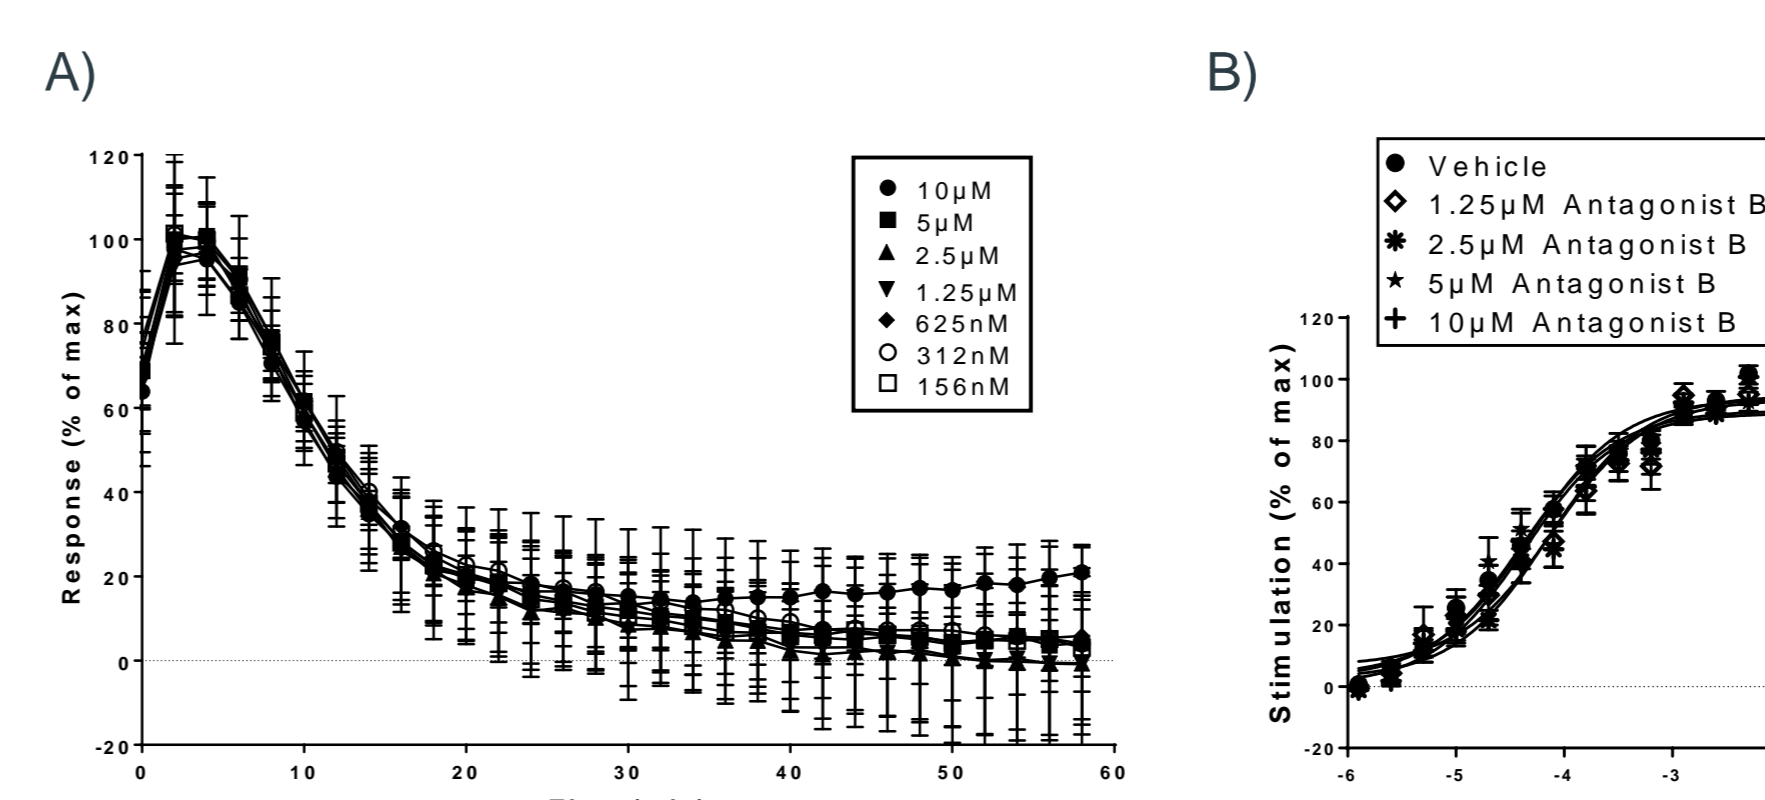 A)
120
100
80
60
40
20
0
-20
Response (% of max)
10µM
5µM
2.5µM
1.25µM
625nM
312nM
156nM
0 10 20 30 40 50 60
B)
Vehicle
1.25µM Antagonist B
2.5µM Antagonist B
5µM Antagonist B
10µM Antagonist B
120
100
80
60
40
20
0
-20
Stimulation (% of max)
-6 -5 -4 -3